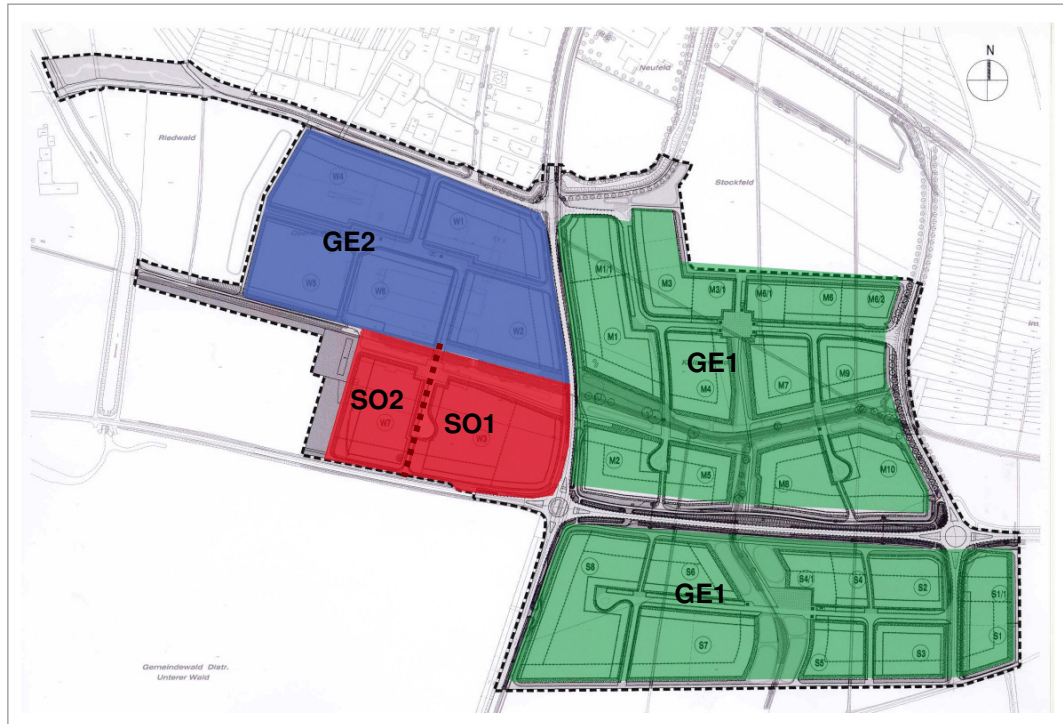 N
Neufeld
Riedwald
Stockfeld
W4
W1
GE2
W5
W6
W2
M1/1
M3
M3/1
M6/1
M6
M6/2
M1
GE1
M4
M7
M9
SO2
SO1
W7
W3
M2
M5
M8
M10
S8
S6
S4/1
S4
S2
S1/1
GE1
S7
S5
S3
S1
Gemeindewald Distr.
Unterer Wald